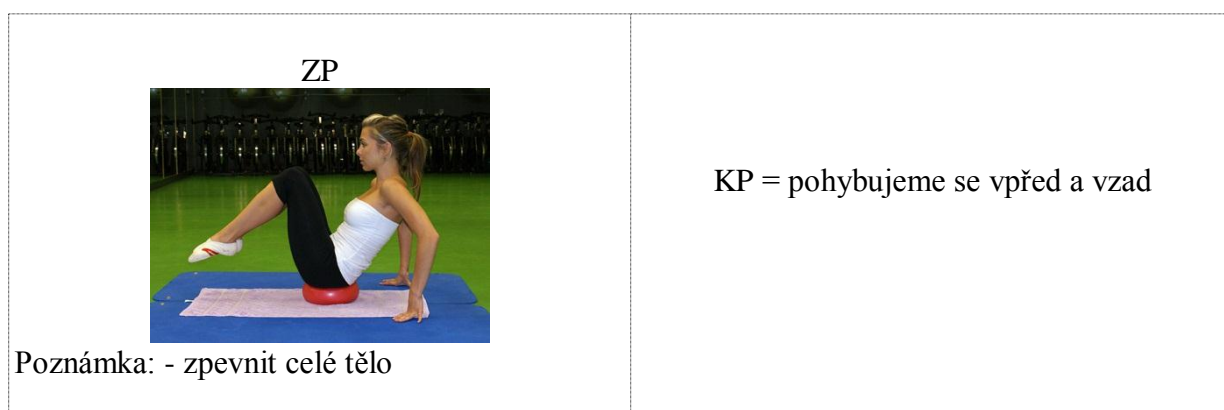 ZP
KP = pohybujeme se vpřed a vzad
Poznámka: - zpevnit celé tělo